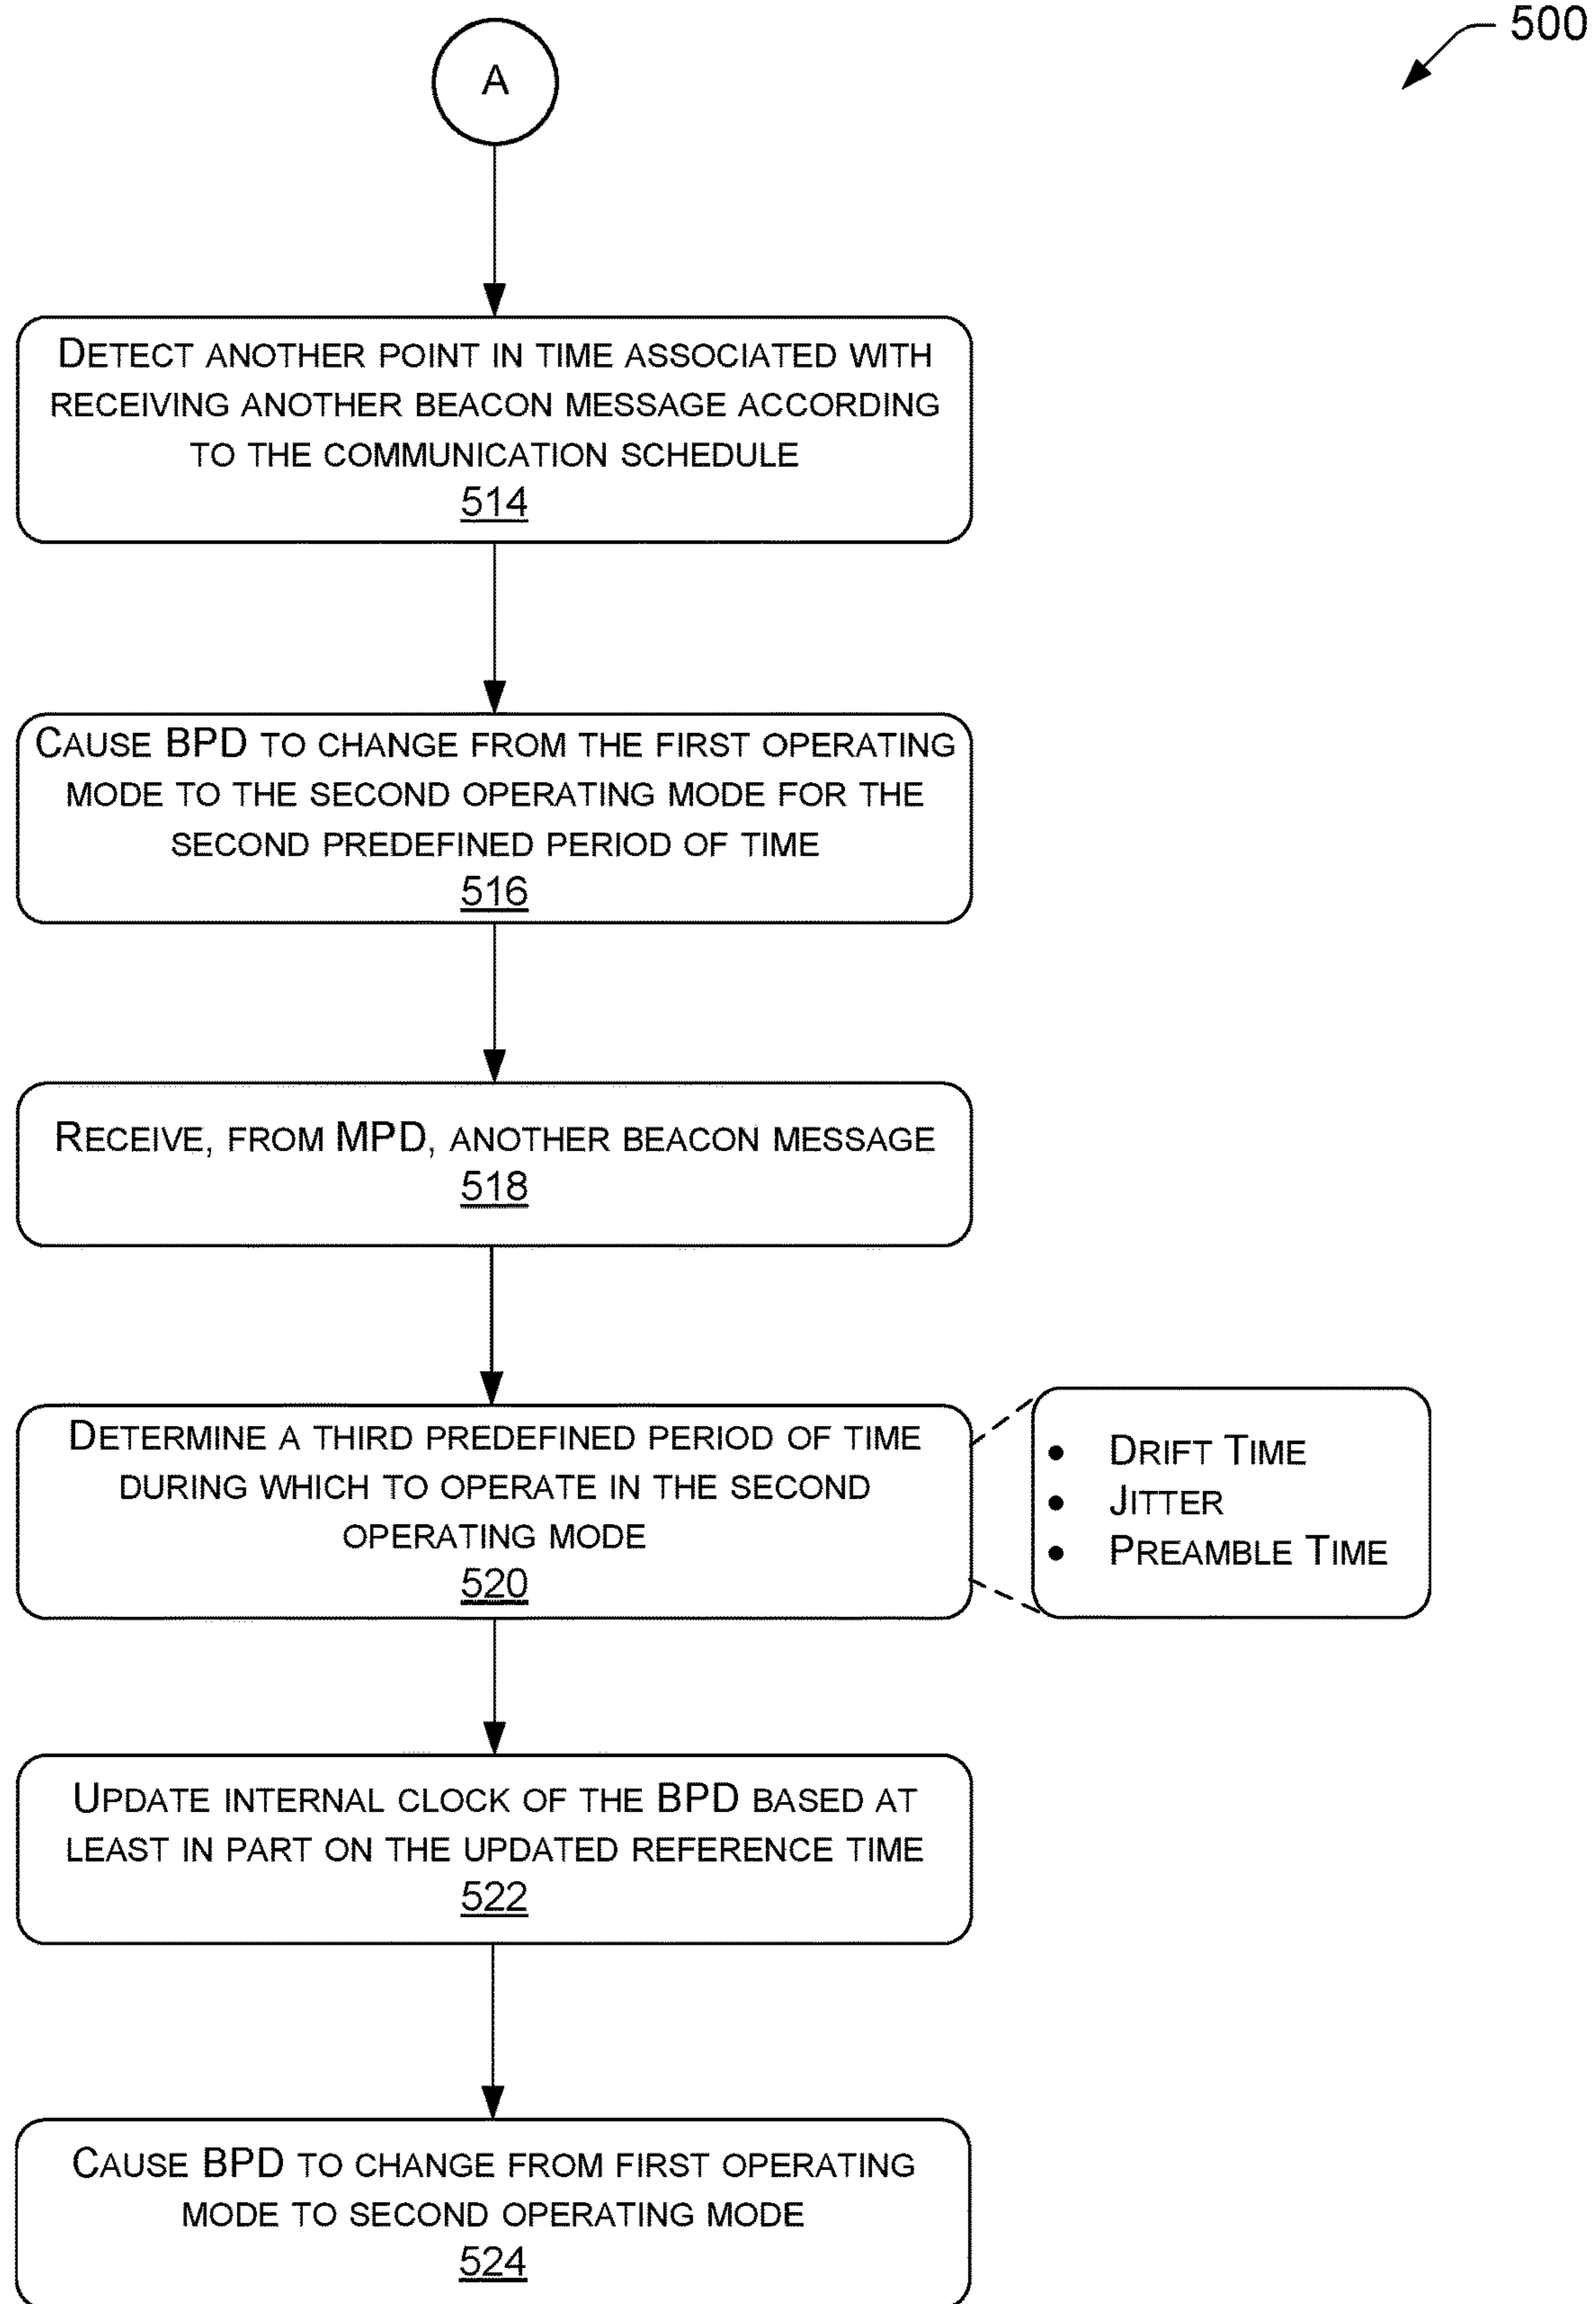 500
A
DETECT ANOTHER POINT IN TIME ASSOCIATED WITH
RECEIVING ANOTHER BEACON MESSAGE ACCORDING
TO THE COMMUNICATION SCHEDULE
514
CAUSE BPD TO CHANGE FROM THE FIRST OPERATING
MODE TO THE SECOND OPERATING MODE FOR THE
SECOND PREDEFINED PERIOD OF TIME
516
RECEIVE, FROM MPD, ANOTHER BEACON MESSAGE
518
DETERMINE A THIRD PREDEFINED PERIOD OF TIME
DURING WHICH TO OPERATE IN THE SECOND
OPERATING MODE
520
• DRIFT TIME
• JITTER
• PREAMBLE TIME
UPDATE INTERNAL CLOCK OF THE BPD BASED AT
LEAST IN PART ON THE UPDATED REFERENCE TIME
522
CAUSE BPD TO CHANGE FROM FIRST OPERATING
MODE TO SECOND OPERATING MODE
524